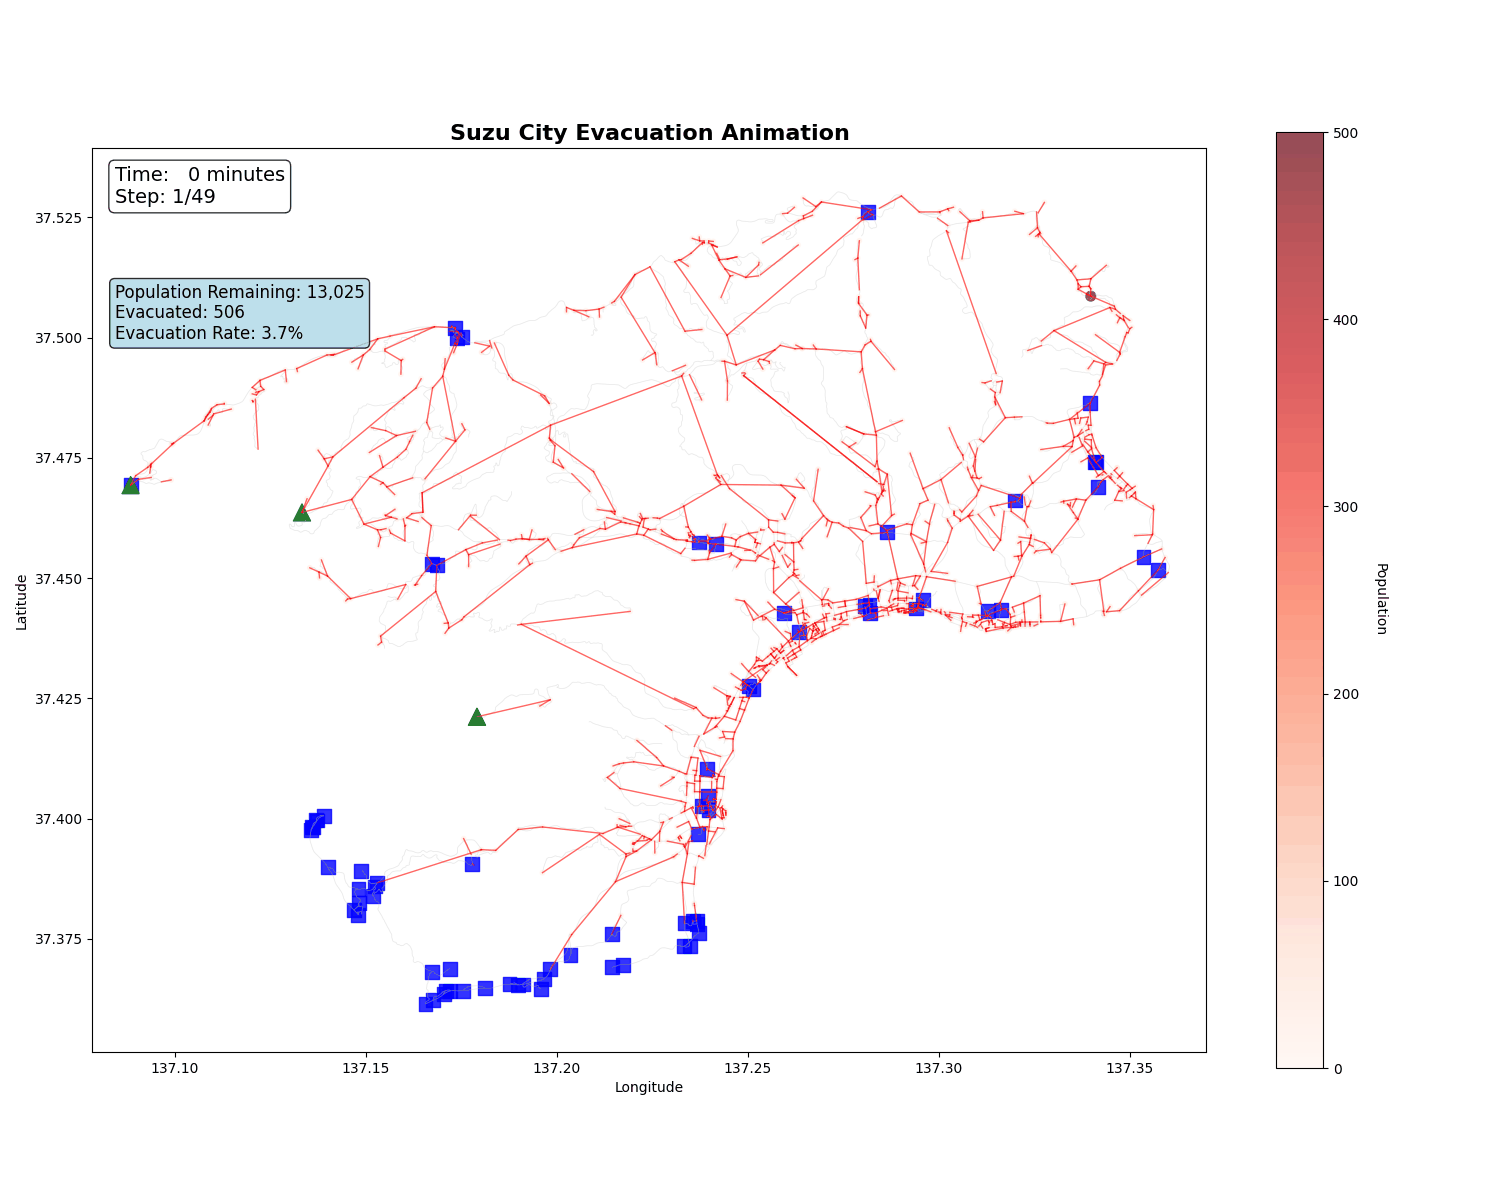 Suzu City Evacuation Animation
Time:   0 minutes
Step: 1/49
Population Remaining: 13,025
Evacuated: 506
Evacuation Rate: 3.7%
37.525
37.500
37.475
37.450
37.425
37.400
37.375
Latitude
137.10
137.15
137.20
137.25
137.30
137.35
Longitude
500
400
300
200
100
0
Population